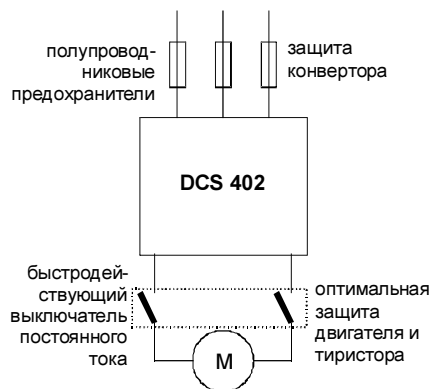 полупровод-
никовые
предохранители
защита
конвертора
DCS 402
быстродей-
ствующий
выключатель
постоянного
тока
оптимальная
защита
двигателя и
тиристора
M